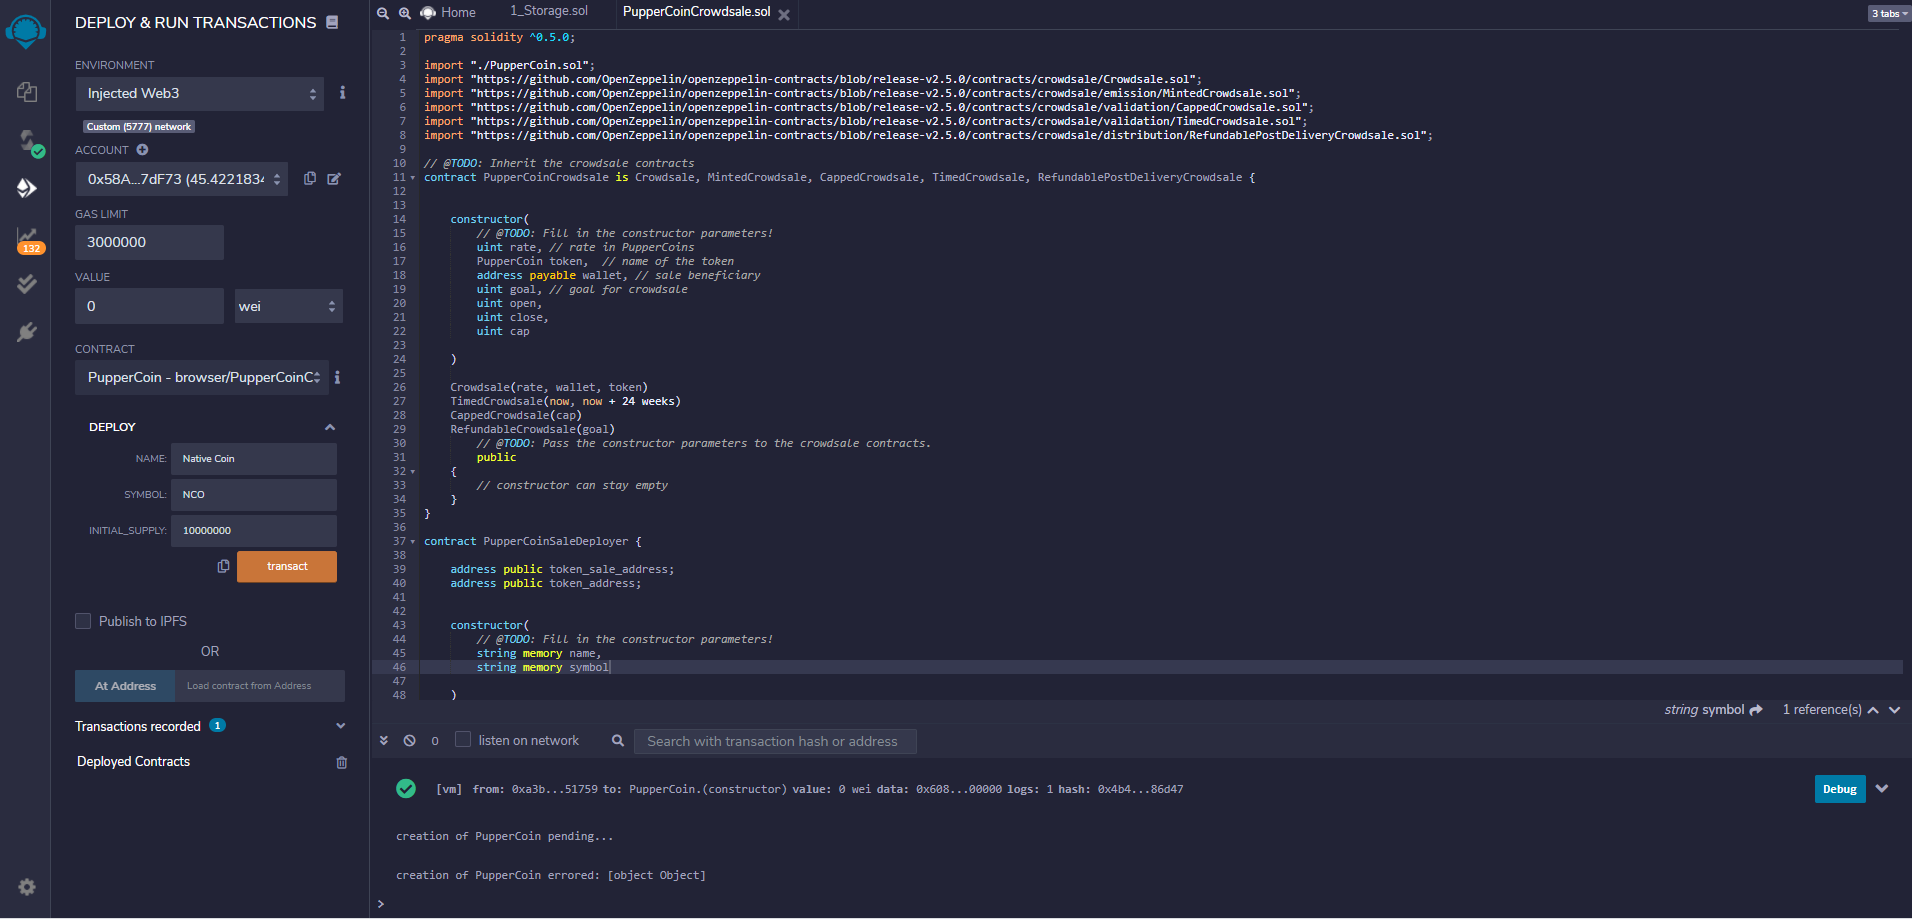 DEPLOY & RUN TRANSACTIONS
ENVIRONMENT
Injected Web3
Custom (5777) network
ACCOUNT
0x58A...7dF73 (45.4221834
GAS LIMIT
3000000
VALUE
0
wei
CONTRACT
PupperCoin - browser/PupperCoinC
DEPLOY
NAME: Native Coin
SYMBOL: NCO
INITIAL_SUPPLY: 10000000
transact
Publish to IPFS
OR
At Address Load contract from Address
Transactions recorded 1
Deployed Contracts
132
Home 1_Storage.sol PupperCoinCrowdsale.sol 3 tabs
1 pragma solidity ^0.5.0;
2
3 import "./PupperCoin.sol";
4 import "https://github.com/OpenZeppelin/openzeppelin-contracts/blob/release-v2.5.0/contracts/crowdsale/Crowdsale.sol";
5 import "https://github.com/OpenZeppelin/openzeppelin-contracts/blob/release-v2.5.0/contracts/crowdsale/emission/MintedCrowdsale.sol";
6 import "https://github.com/OpenZeppelin/openzeppelin-contracts/blob/release-v2.5.0/contracts/crowdsale/validation/CappedCrowdsale.sol";
7 import "https://github.com/OpenZeppelin/openzeppelin-contracts/blob/release-v2.5.0/contracts/crowdsale/validation/TimedCrowdsale.sol";
8 import "https://github.com/OpenZeppelin/openzeppelin-contracts/blob/release-v2.5.0/contracts/crowdsale/distribution/RefundablePostDeliveryCrowdsale.sol";
9
10 // @TODO: Inherit the crowdsale contracts
11 contract PupperCoinCrowdsale is Crowdsale, MintedCrowdsale, CappedCrowdsale, TimedCrowdsale, RefundablePostDeliveryCrowdsale {
12
13
14 constructor(
15 // @TODO: Fill in the constructor parameters!
16 uint rate, // rate in PupperCoins
17 PupperCoin token, // name of the token
18 address payable wallet, // sale beneficiary
19 uint goal, // goal for crowdsale
20 uint open,
21 uint close,
22 uint cap
23
24 )
25
26 Crowdsale(rate, wallet, token)
27 TimedCrowdsale(now, now + 24 weeks)
28 CappedCrowdsale(cap)
29 RefundableCrowdsale(goal)
30 // @TODO: Pass the constructor parameters to the crowdsale contracts.
31 public
32 {
33 // constructor can stay empty
34 }
35 }
36
37 contract PupperCoinSaleDeployer {
38
39 address public token_sale_address;
40 address public token_address;
41
42
43 constructor(
44 // @TODO: Fill in the constructor parameters!
45 string memory name,
46 string memory symbol
47
48 )
string symbol 1 reference(s)
0 listen on network Search with transaction hash or address
[vm] from: 0xa3b...51759 to: PupperCoin.(constructor) value: 0 wei data: 0x608...00000 logs: 1 hash: 0x4b4...86d47 Debug
creation of PupperCoin pending...
creation of PupperCoin errored: [object Object]
>